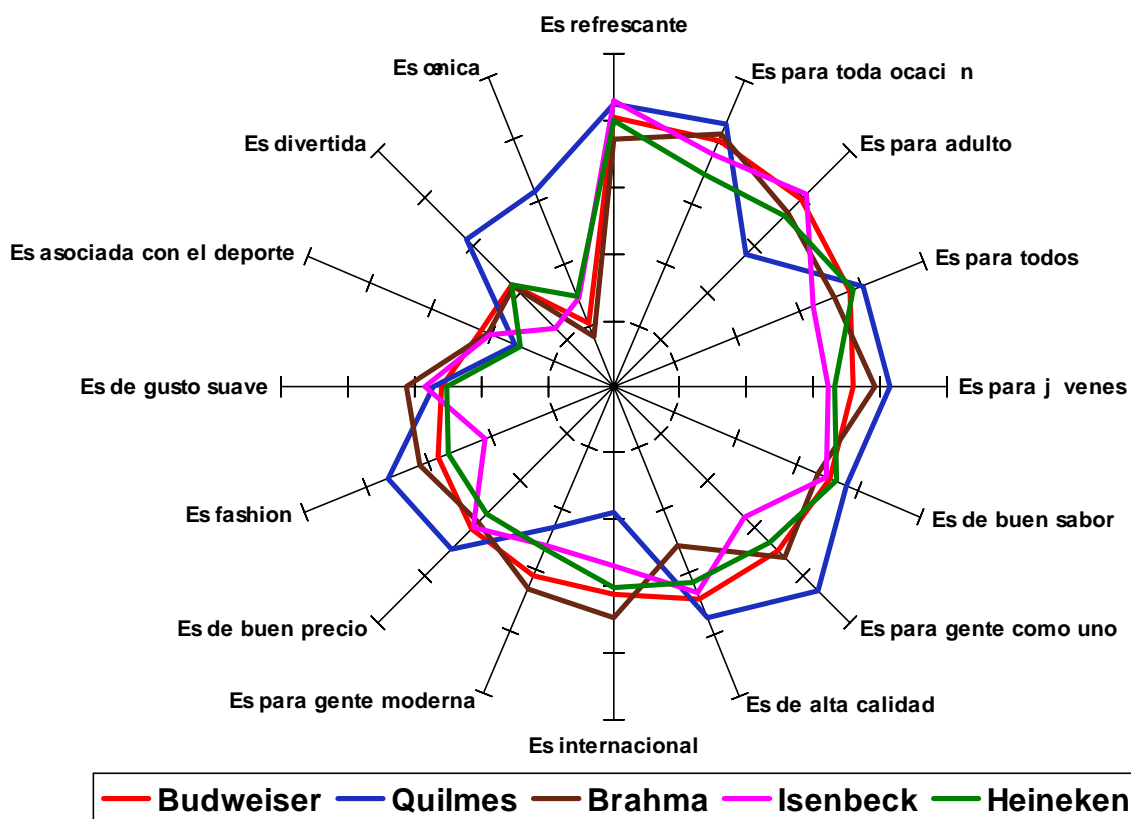 Es refrescante
Es œnica
Es para toda ocaci n
Es divertida
Es para adulto
Es asociada con el deporte
Es para todos
Es de gusto suave
Es para j venes
Es fashion
Es de buen sabor
Es de buen precio
Es para gente como uno
Es para gente moderna
Es de alta calidad
Es internacional
Budweiser Quilmes Brahma Isenbeck Heineken